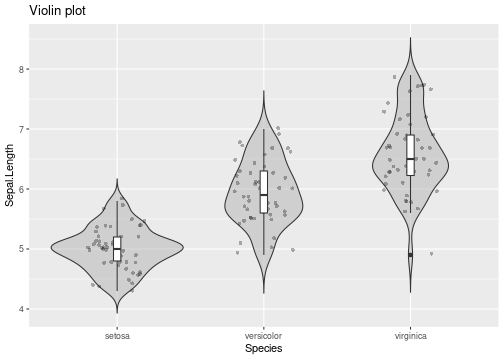 Violin plot
Sepal.Length
8
7
6
5
4
setosa
versicolor
virginica
Species